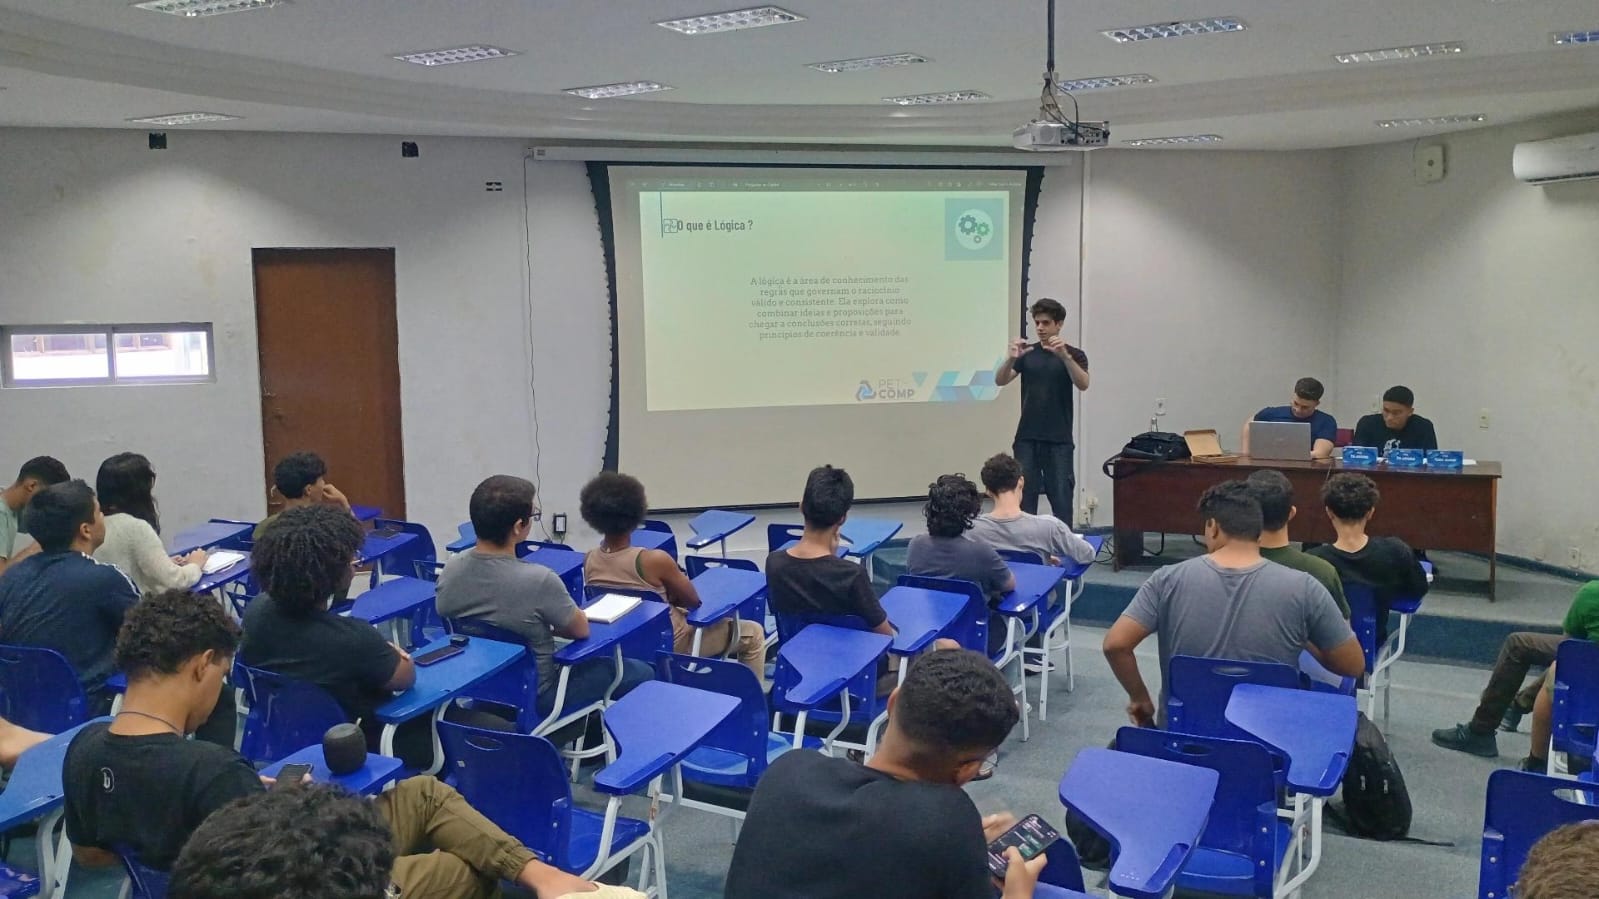 O que é Lógica ?
A lógica é a área de conhecimento das
regras que governam o raciocínio
válido e consistente. Ela explora como
combinar ideias e proposições para
chegar a conclusões corretas, seguindo
princípios de coerência e validade.
PET-
COMP